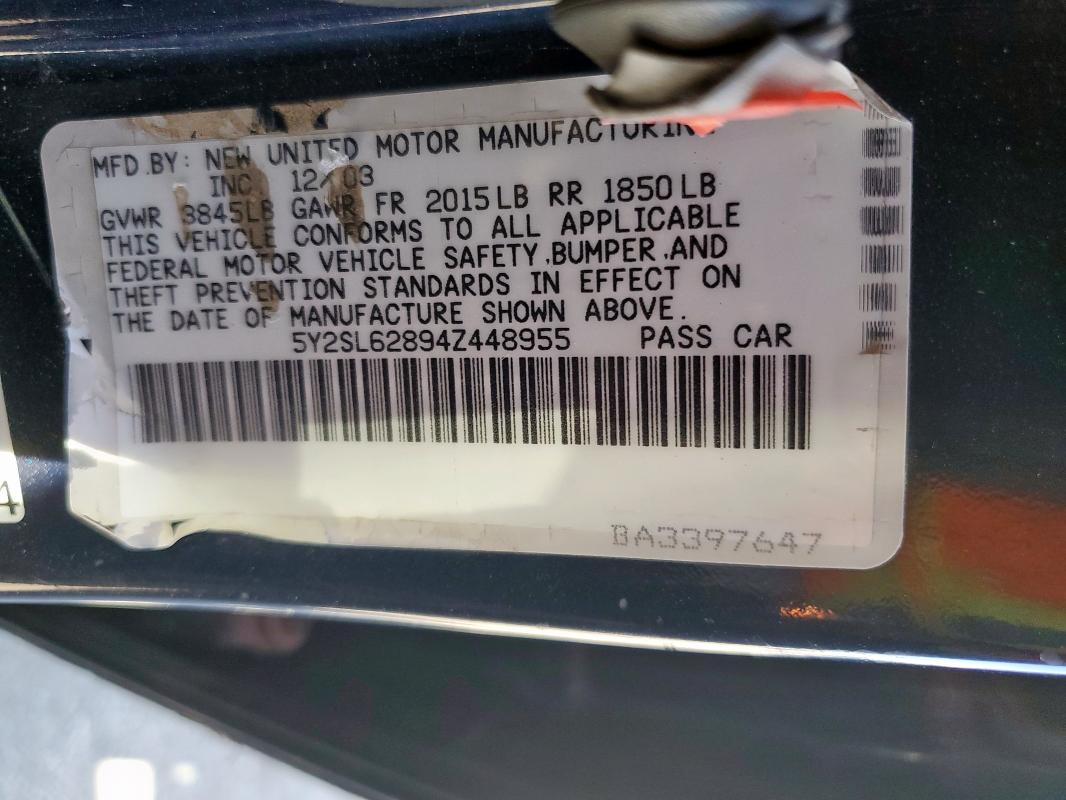 MFD.BY: NEW UNITED MOTOR MANUFACTURING
INC. 12/03
GVWR 3845LB GAWR FR 2015LB RR 1850LB
THIS VEHICLE CONFORMS TO ALL APPLICABLE
FEDERAL MOTOR VEHICLE SAFETY,BUMPER,AND
THEFT PREVENTION STANDARDS IN EFFECT ON
THE DATE OF MANUFACTURE SHOWN ABOVE.
5Y2SL62894Z448955 PASS CAR
4
BA3397647